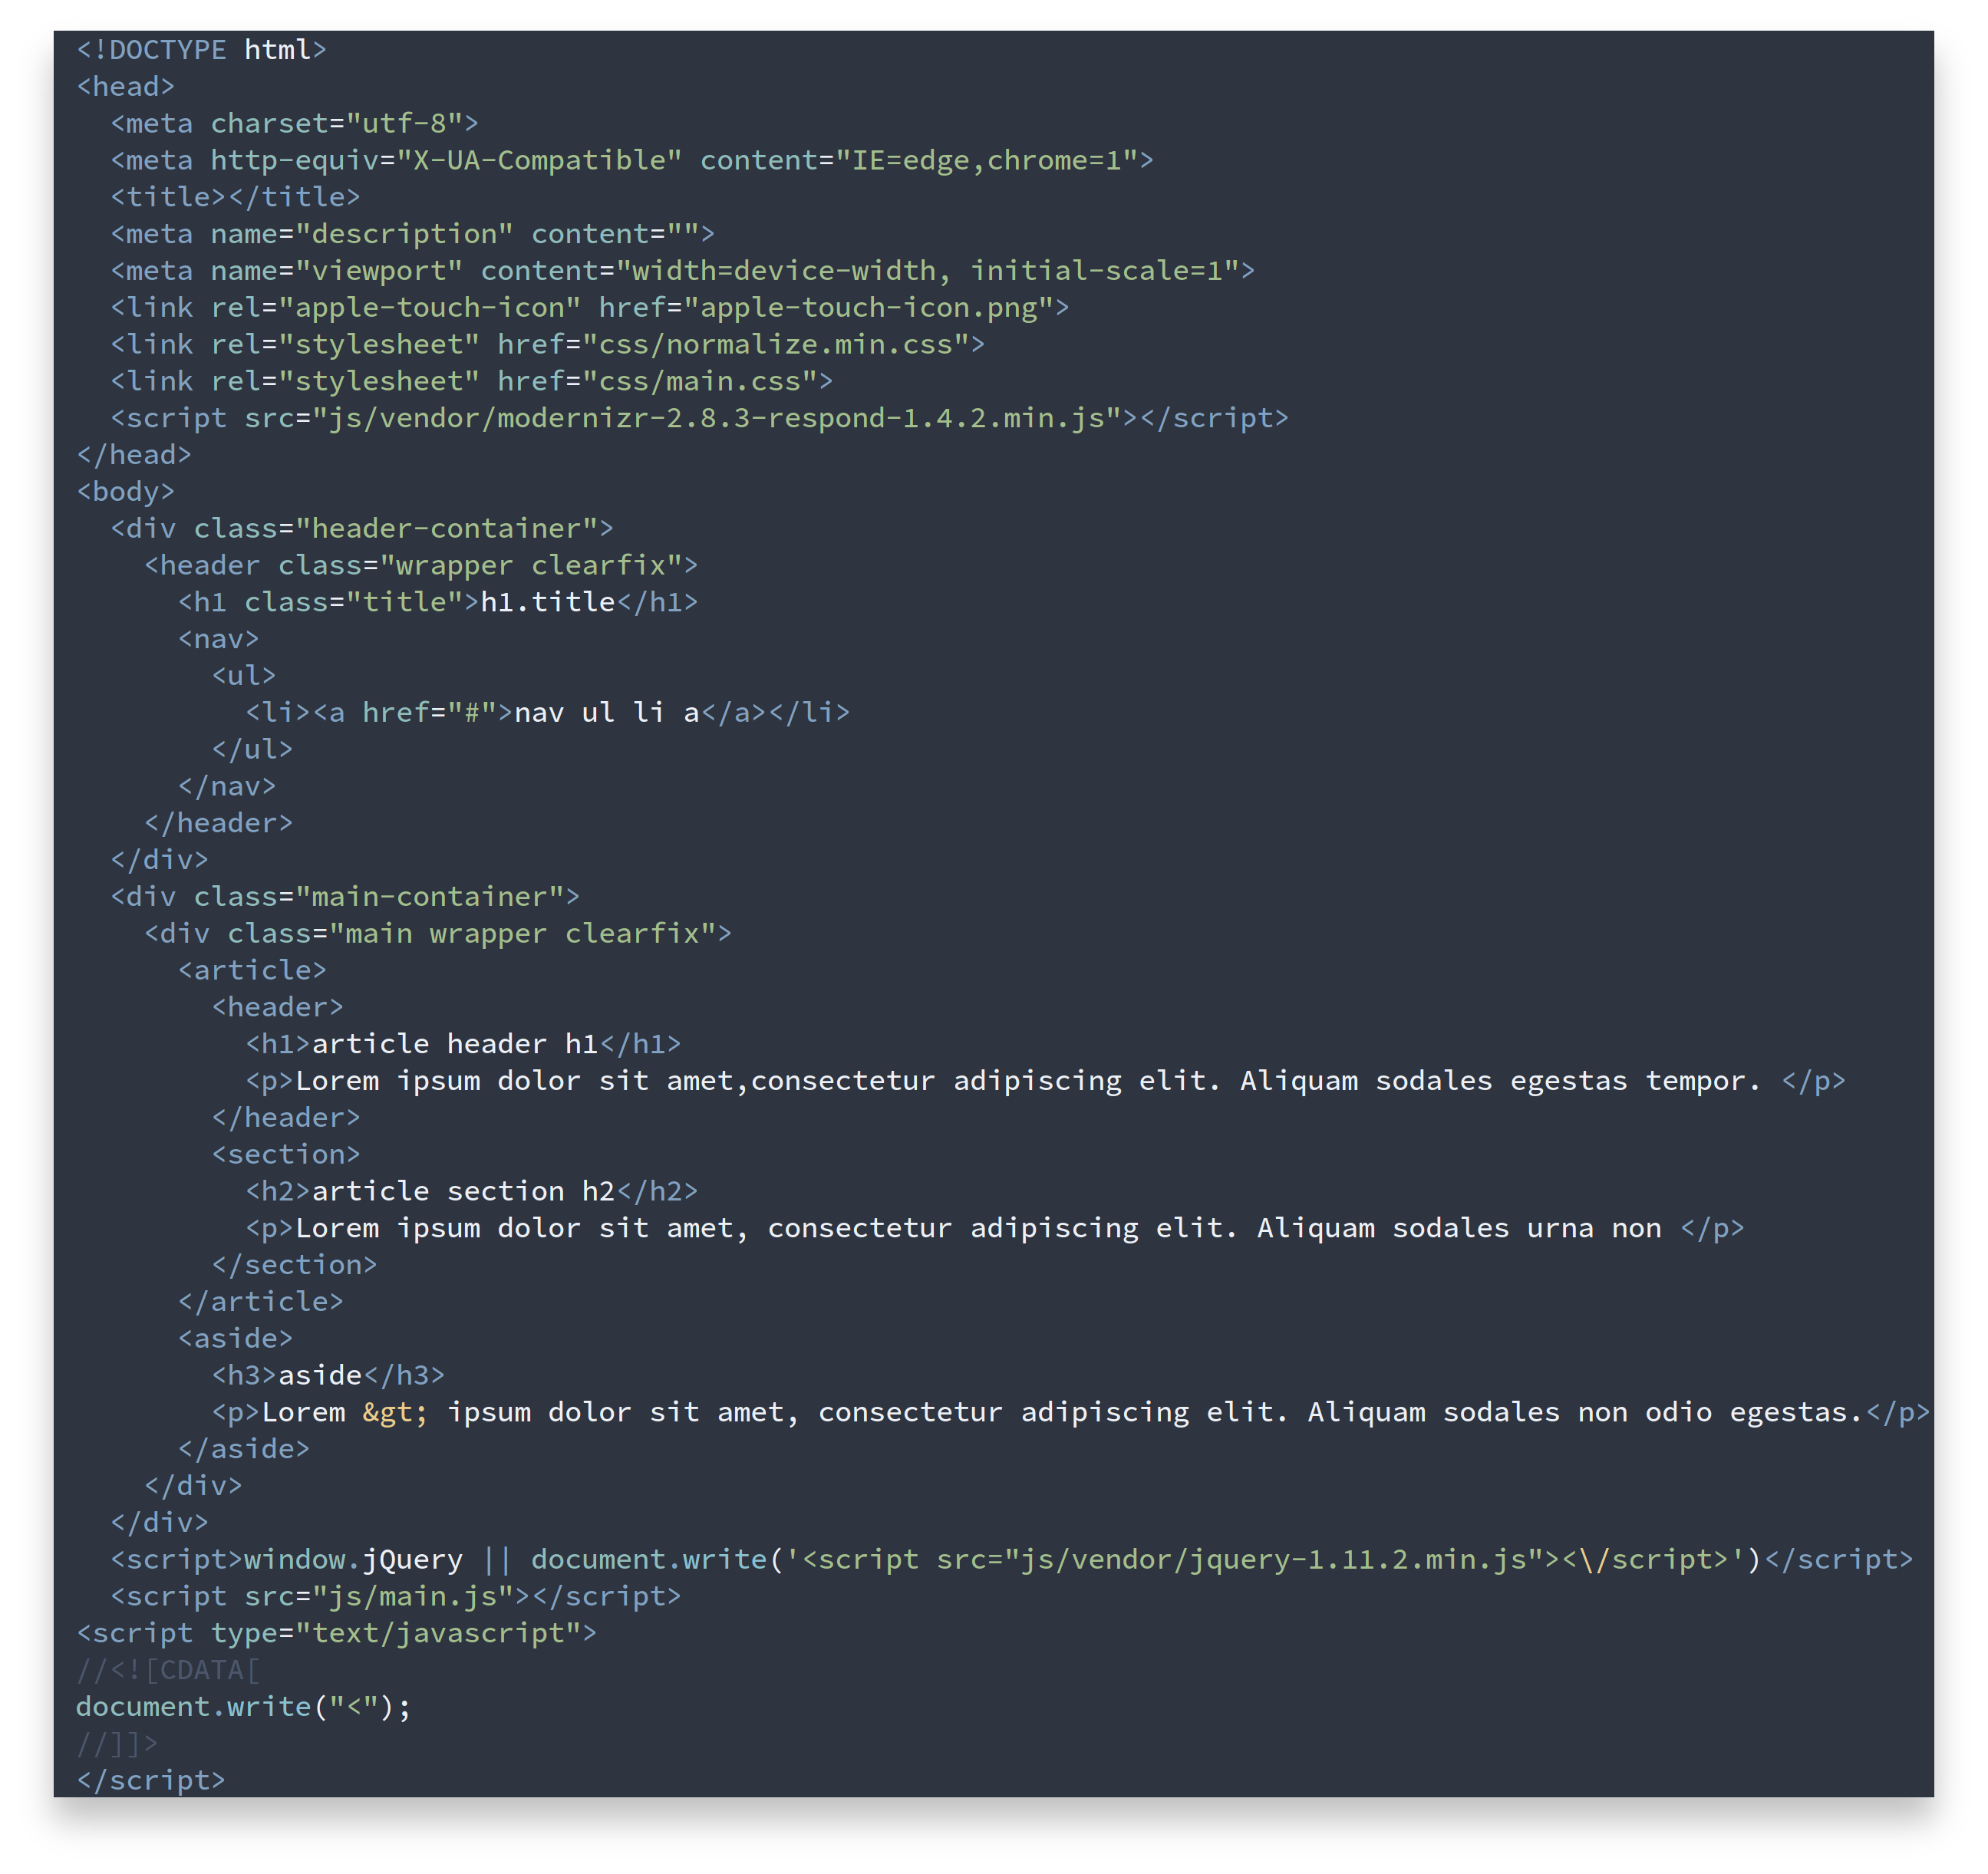 <!DOCTYPE html>
<head>
  <meta charset="utf-8">
  <meta http-equiv="X-UA-Compatible" content="IE=edge,chrome=1">
  <title></title>
  <meta name="description" content="">
  <meta name="viewport" content="width=device-width, initial-scale=1">
  <link rel="apple-touch-icon" href="apple-touch-icon.png">
  <link rel="stylesheet" href="css/normalize.min.css">
  <link rel="stylesheet" href="css/main.css">
  <script src="js/vendor/modernizr-2.8.3-respond-1.4.2.min.js"></script>
</head>
<body>
  <div class="header-container">
    <header class="wrapper clearfix">
      <h1 class="title">h1.title</h1>
      <nav>
        <ul>
          <li><a href="#">nav ul li a</a></li>
        </ul>
      </nav>
    </header>
  </div>
  <div class="main-container">
    <div class="main wrapper clearfix">
      <article>
        <header>
          <h1>article header h1</h1>
          <p>Lorem ipsum dolor sit amet,consectetur adipiscing elit. Aliquam sodales egestas tempor. </p>
        </header>
        <section>
          <h2>article section h2</h2>
          <p>Lorem ipsum dolor sit amet, consectetur adipiscing elit. Aliquam sodales urna non </p>
        </section>
      </article>
      <aside>
        <h3>aside</h3>
        <p>Lorem &gt; ipsum dolor sit amet, consectetur adipiscing elit. Aliquam sodales non odio egestas.</p>
      </aside>
    </div>
  </div>
  <script>window.jQuery || document.write('<script src="js/vendor/jquery-1.11.2.min.js"><\/script>')</script>
  <script src="js/main.js"></script>
<script type="text/javascript">
//<![CDATA[
document.write("<");
//]]>
</script>